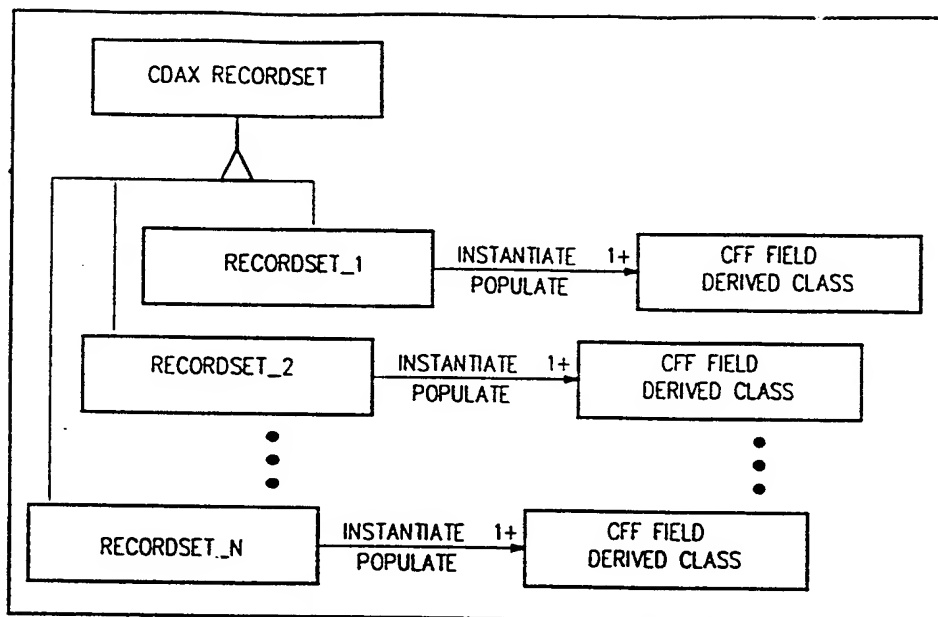 CDAX RECORDSET
RECORDSET_1
INSTANTIATE 1+
POPULATE
CFF FIELD
DERIVED CLASS
RECORDSET_2
INSTANTIATE 1+
POPULATE
CFF FIELD
DERIVED CLASS
RECORDSET_N
INSTANTIATE 1+
POPULATE
CFF FIELD
DERIVED CLASS